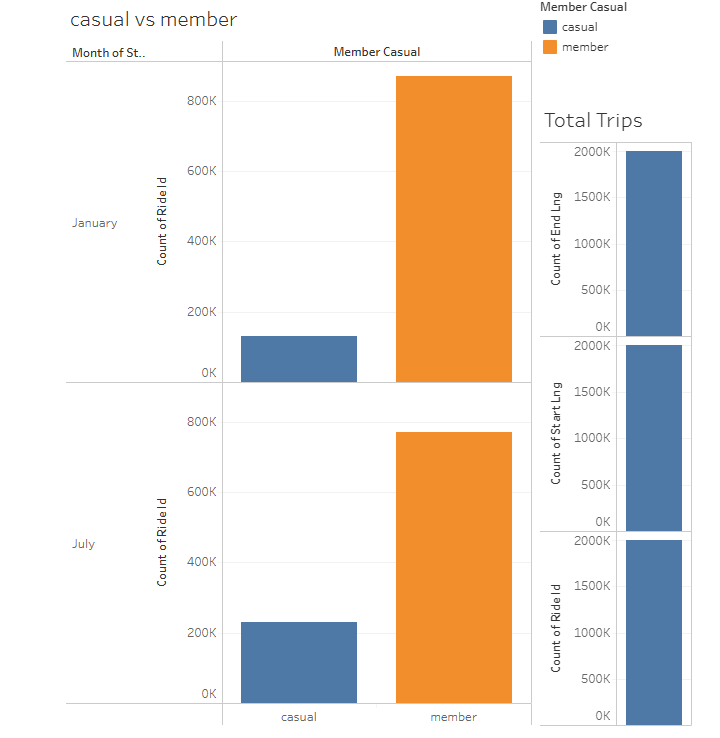 casual vs member
Month of St..
Member Casual
January
Count of Ride Id
800K
600K
400K
200K
0K
July
Count of Ride Id
800K
600K
400K
200K
0K
casual
member
Member Casual
casual
member
Total Trips
Count of End Lng
2000K
1500K
1000K
500K
0K
Count of Start Lng
2000K
1500K
1000K
500K
0K
Count of Ride Id
2000K
1500K
1000K
500K
0K